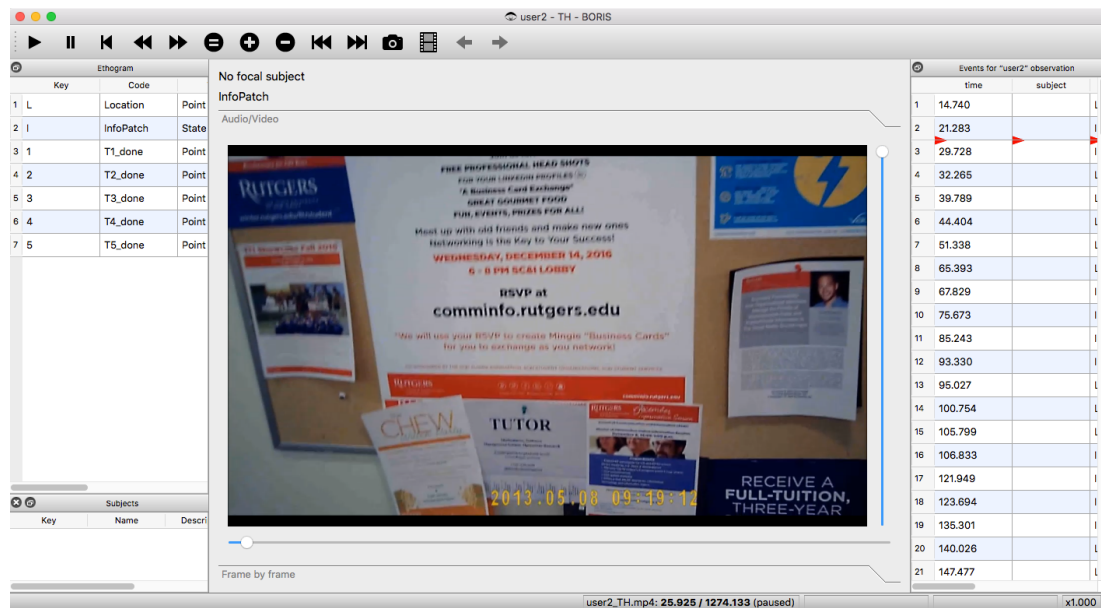 user2 - TH - BORIS
Ethogram
Key Code
1 L Location Point
2 I InfoPatch State
3 1 T1_done Point
4 2 T2_done Point
5 3 T3_done Point
6 4 T4_done Point
7 5 T5_done Point
Subjects
Key Name Descri
No focal subject
InfoPatch
Audio/Video
RUTGERS
FREE PROFESSIONAL HEAD SHOTS
FOR YOUR LINKEDIN PROFILES
"A Business Card Exchange"
GREAT GOURMET FOOD
FUN, EVENTS, PRIZES FOR ALL!
Meet up with old friends and make new ones
Networking is the Key to Your Success!
WEDNESDAY, DECEMBER 14, 2016
6 - 8 PM SC&I LOBBY
RSVP at
comminfo.rutgers.edu
"We will use your RSVP to create Mingle "Business Cards"
for you to exchange as you network!
RUTGERS
CHEW
TUTOR
RUTGERS
RECEIVE A
FULL-TUITION,
THREE-YEAR
2013.05.08 09:19:12
Frame by frame
Events for "user2" observation
time subject
1 14.740 L
2 21.283 I
3 29.728 I
4 32.265 L
5 39.789 L
6 44.404 L
7 51.338 L
8 65.393 L
9 67.829 I
10 75.673 I
11 85.243 I
12 93.330 I
13 95.027 L
14 100.754 L
15 105.799 L
16 106.833 I
17 121.949 I
18 123.694 I
19 135.301 I
20 140.026 L
21 147.477 L
user2_TH.mp4: 25.925 / 1274.133 (paused)
x1.000